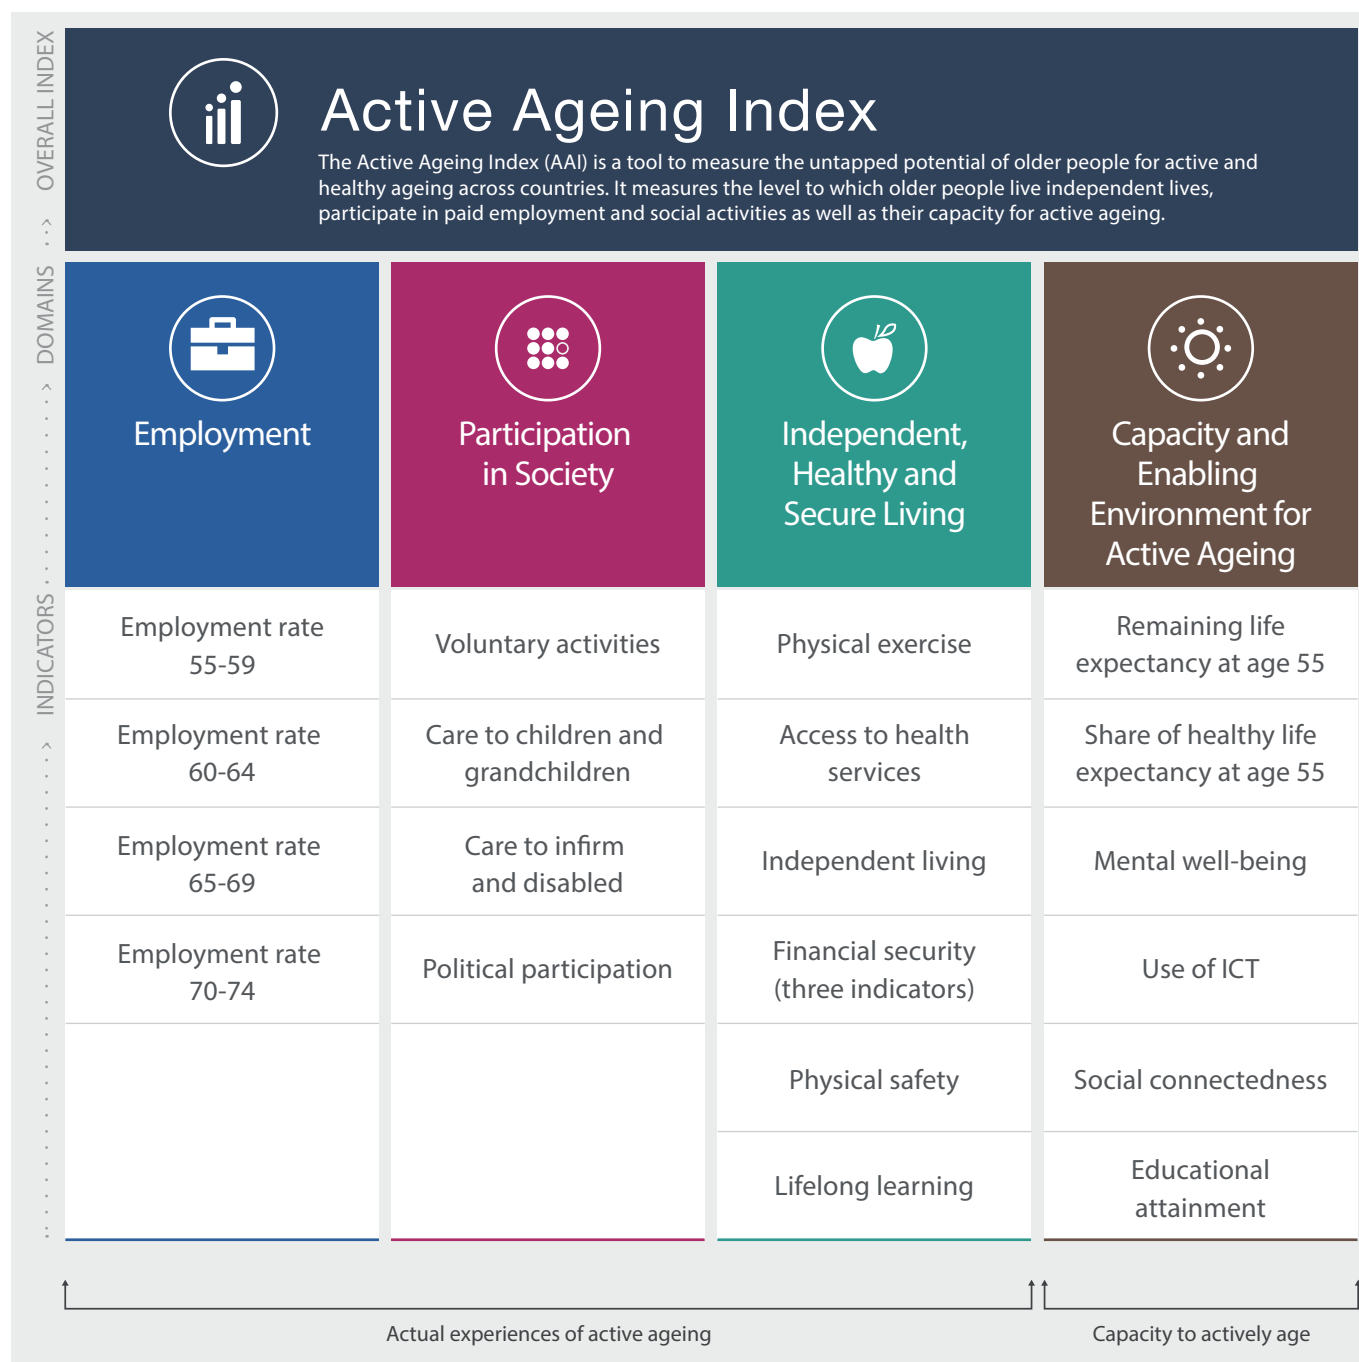 OVERALL INDEX
Active Ageing Index
The Active Ageing Index (AAI) is a tool to measure the untapped potential of older people for active and
healthy ageing across countries. It measures the level to which older people live independent lives,
participate in paid employment and social activities as well as their capacity for active ageing.
DOMAINS
Employment
Participation
in Society
Independent,
Healthy and
Secure Living
Capacity and
Enabling
Environment for
Active Ageing
INDICATORS
Employment rate
55-59
Employment rate
60-64
Employment rate
65-69
Employment rate
70-74
Voluntary activities
Care to children and
grandchildren
Care to infirm
and disabled
Political participation
Physical exercise
Access to health
services
Independent living
Financial security
(three indicators)
Physical safety
Lifelong learning
Remaining life
expectancy at age 55
Share of healthy life
expectancy at age 55
Mental well-being
Use of ICT
Social connectedness
Educational
attainment
Actual experiences of active ageing
Capacity to actively age